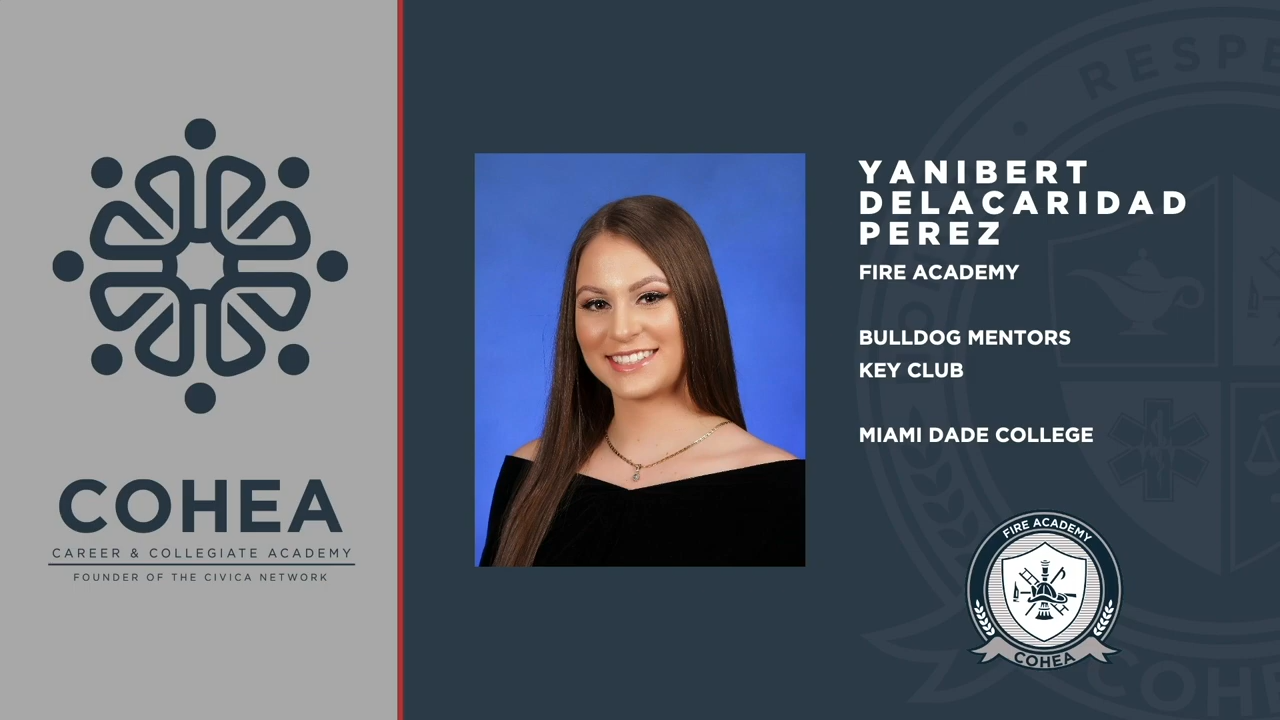 COHEA
CAREER & COLLEGIATE ACADEMY
FOUNDER OF THE CIVICA NETWORK
YANIBERT
DELACARIDAD
PEREZ
FIRE ACADEMY
BULLDOG MENTORS
KEY CLUB
MIAMI DADE COLLEGE
FIRE ACADEMY
COHEA